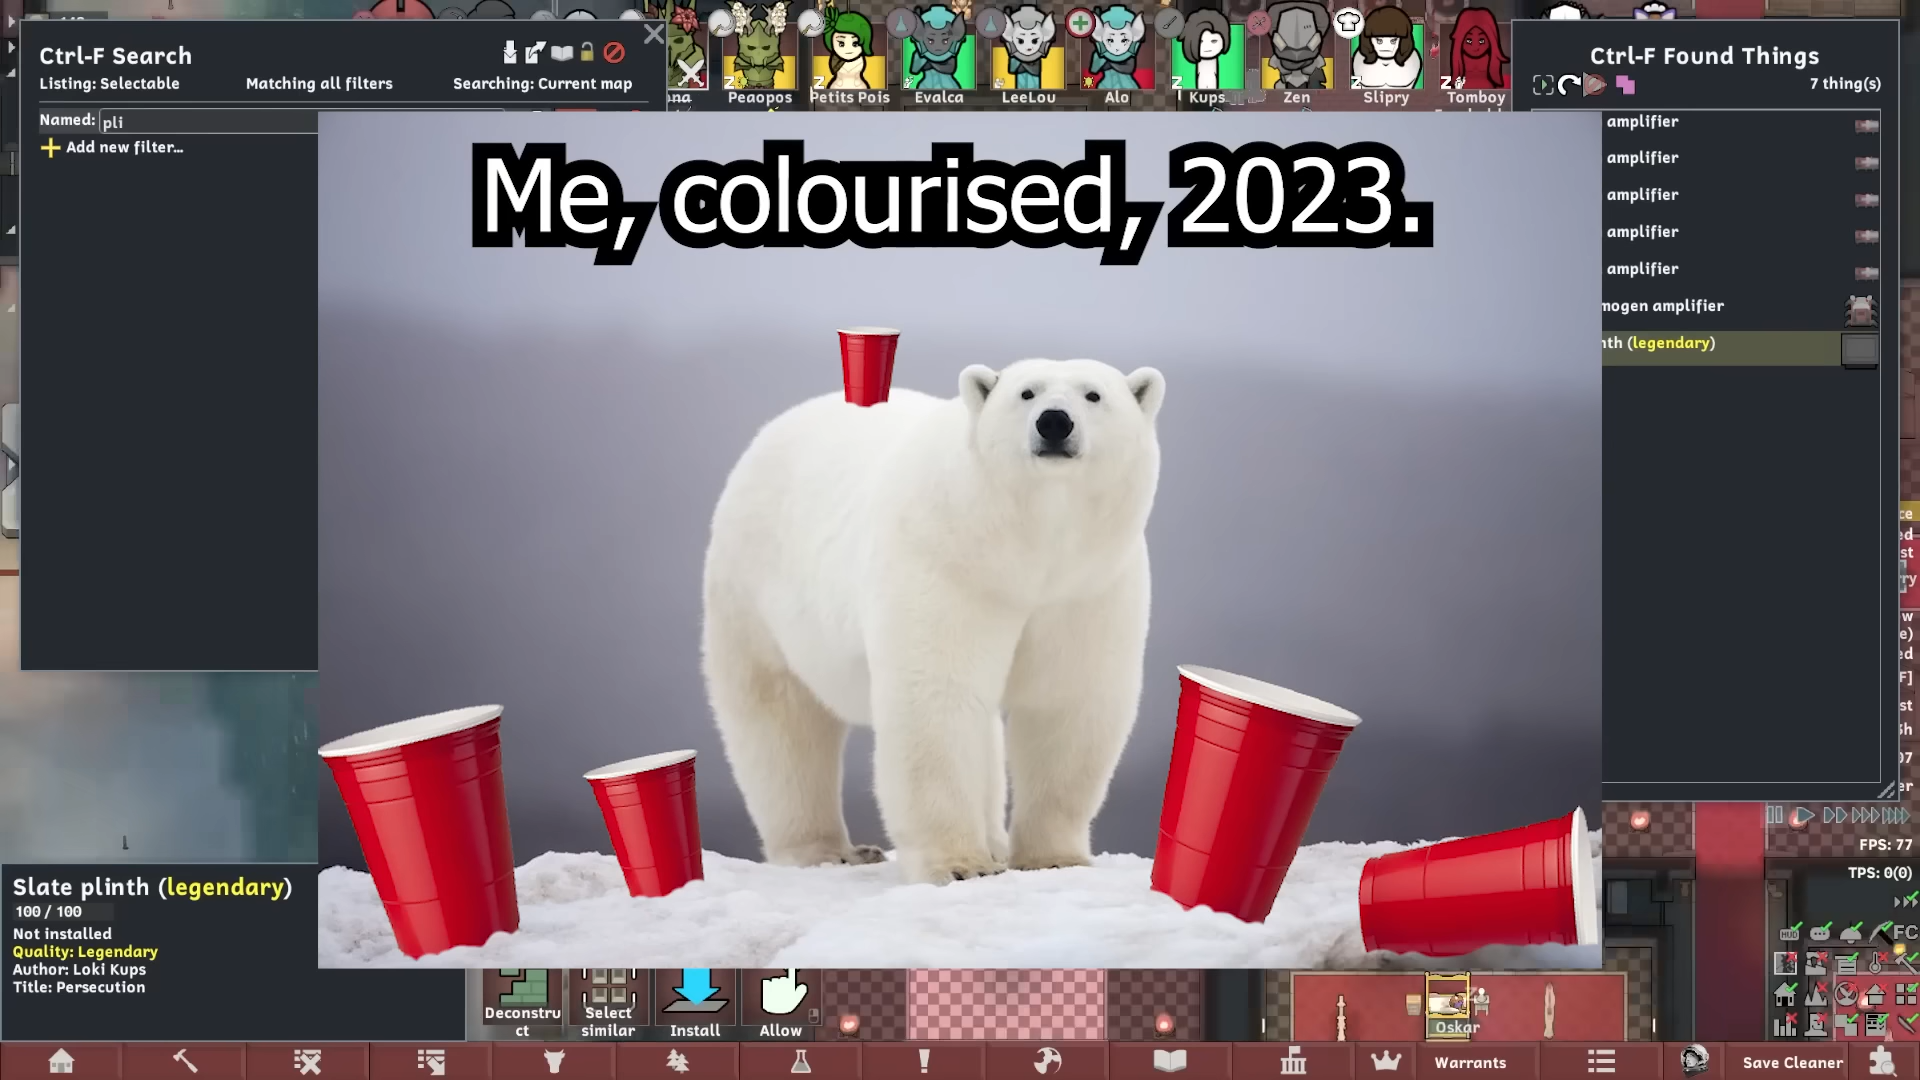 Ctrl-F Search
Listing: Selectable
Matching all filters
Searching: Current map
Named: pli
Add new filter...
Peaopos
Petits Pois
Evalca
LeeLou
Alo
Kups
Zen
Slipry
Tomboy
Ctrl-F Found Things
7 thing(s)
amplifier
amplifier
amplifier
amplifier
amplifier
mogen amplifier
nth (legendary)
Me, colourised, 2023.
FPS: 77
TPS: 0(0)
Slate plinth (legendary)
100 / 100
Not installed
Quality: Legendary
Author: Loki Kups
Title: Persecution
Deconstru
ct
Select
similar
Install
Allow
Oskar
Warrants
Save Cleaner